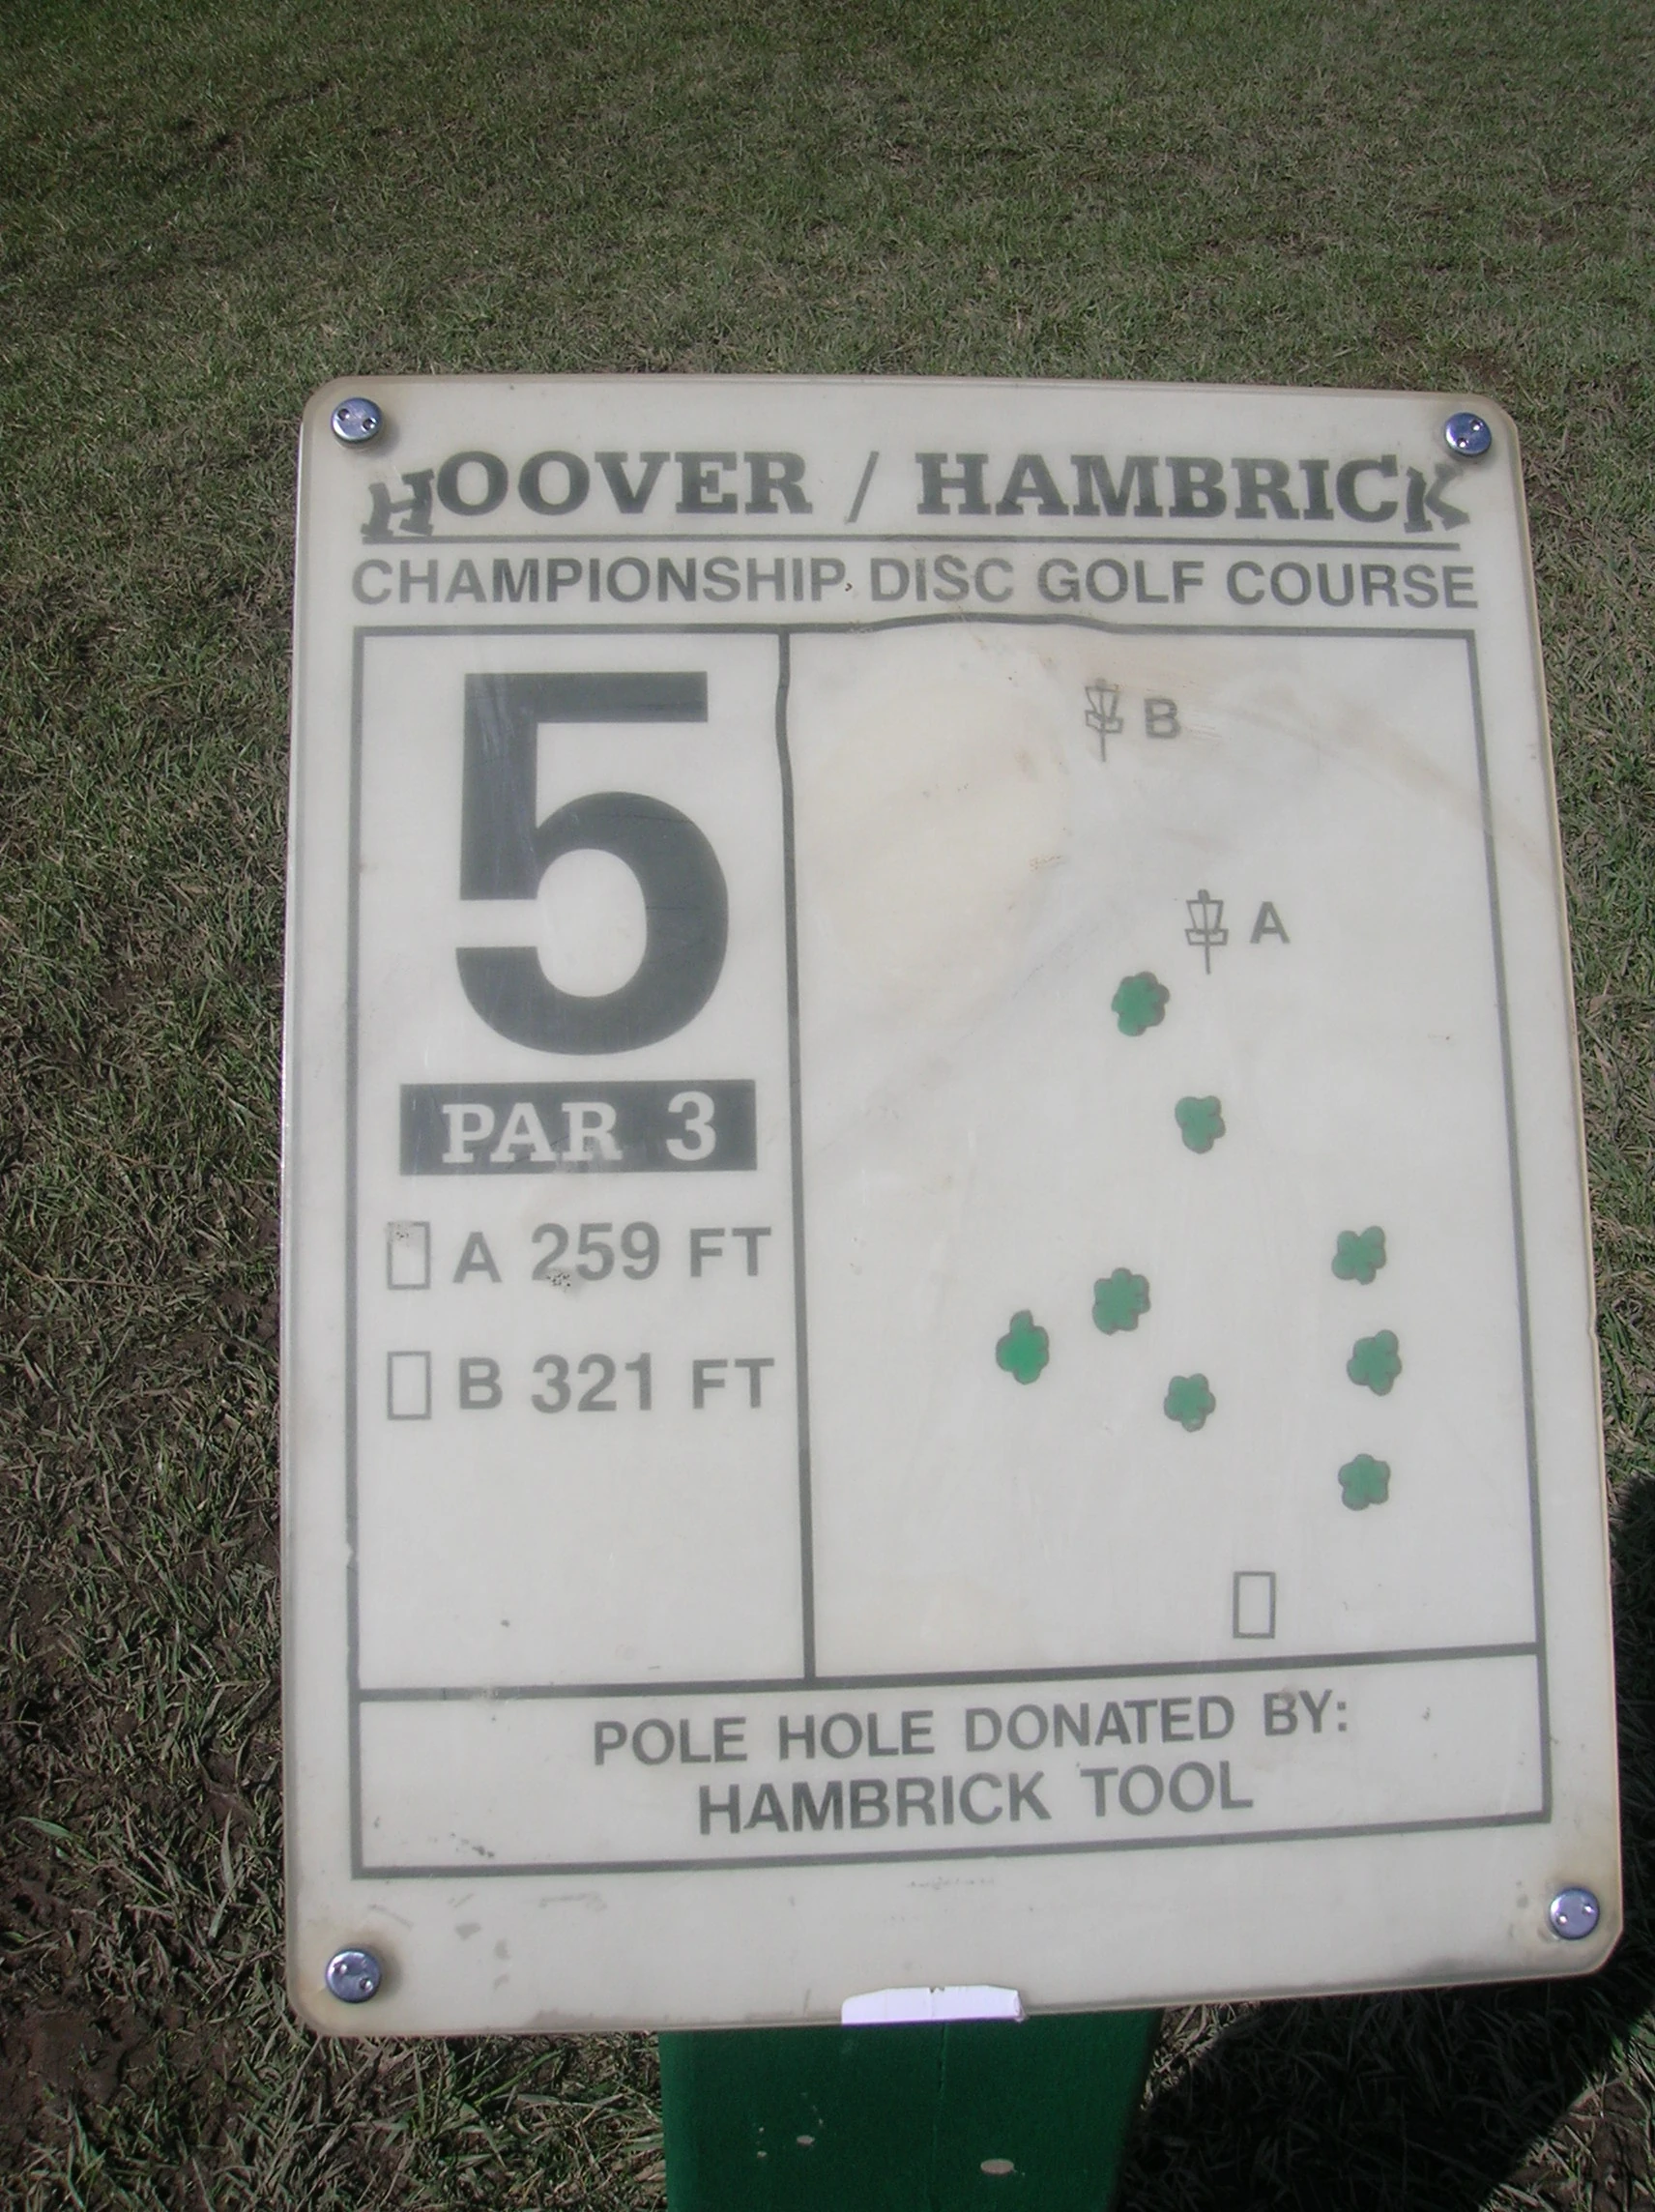 HOOVER / HAMBRICK
CHAMPIONSHIP DISC GOLF COURSE
5
PAR 3
A 259 FT
B 321 FT
B
A
POLE HOLE DONATED BY:
HAMBRICK TOOL